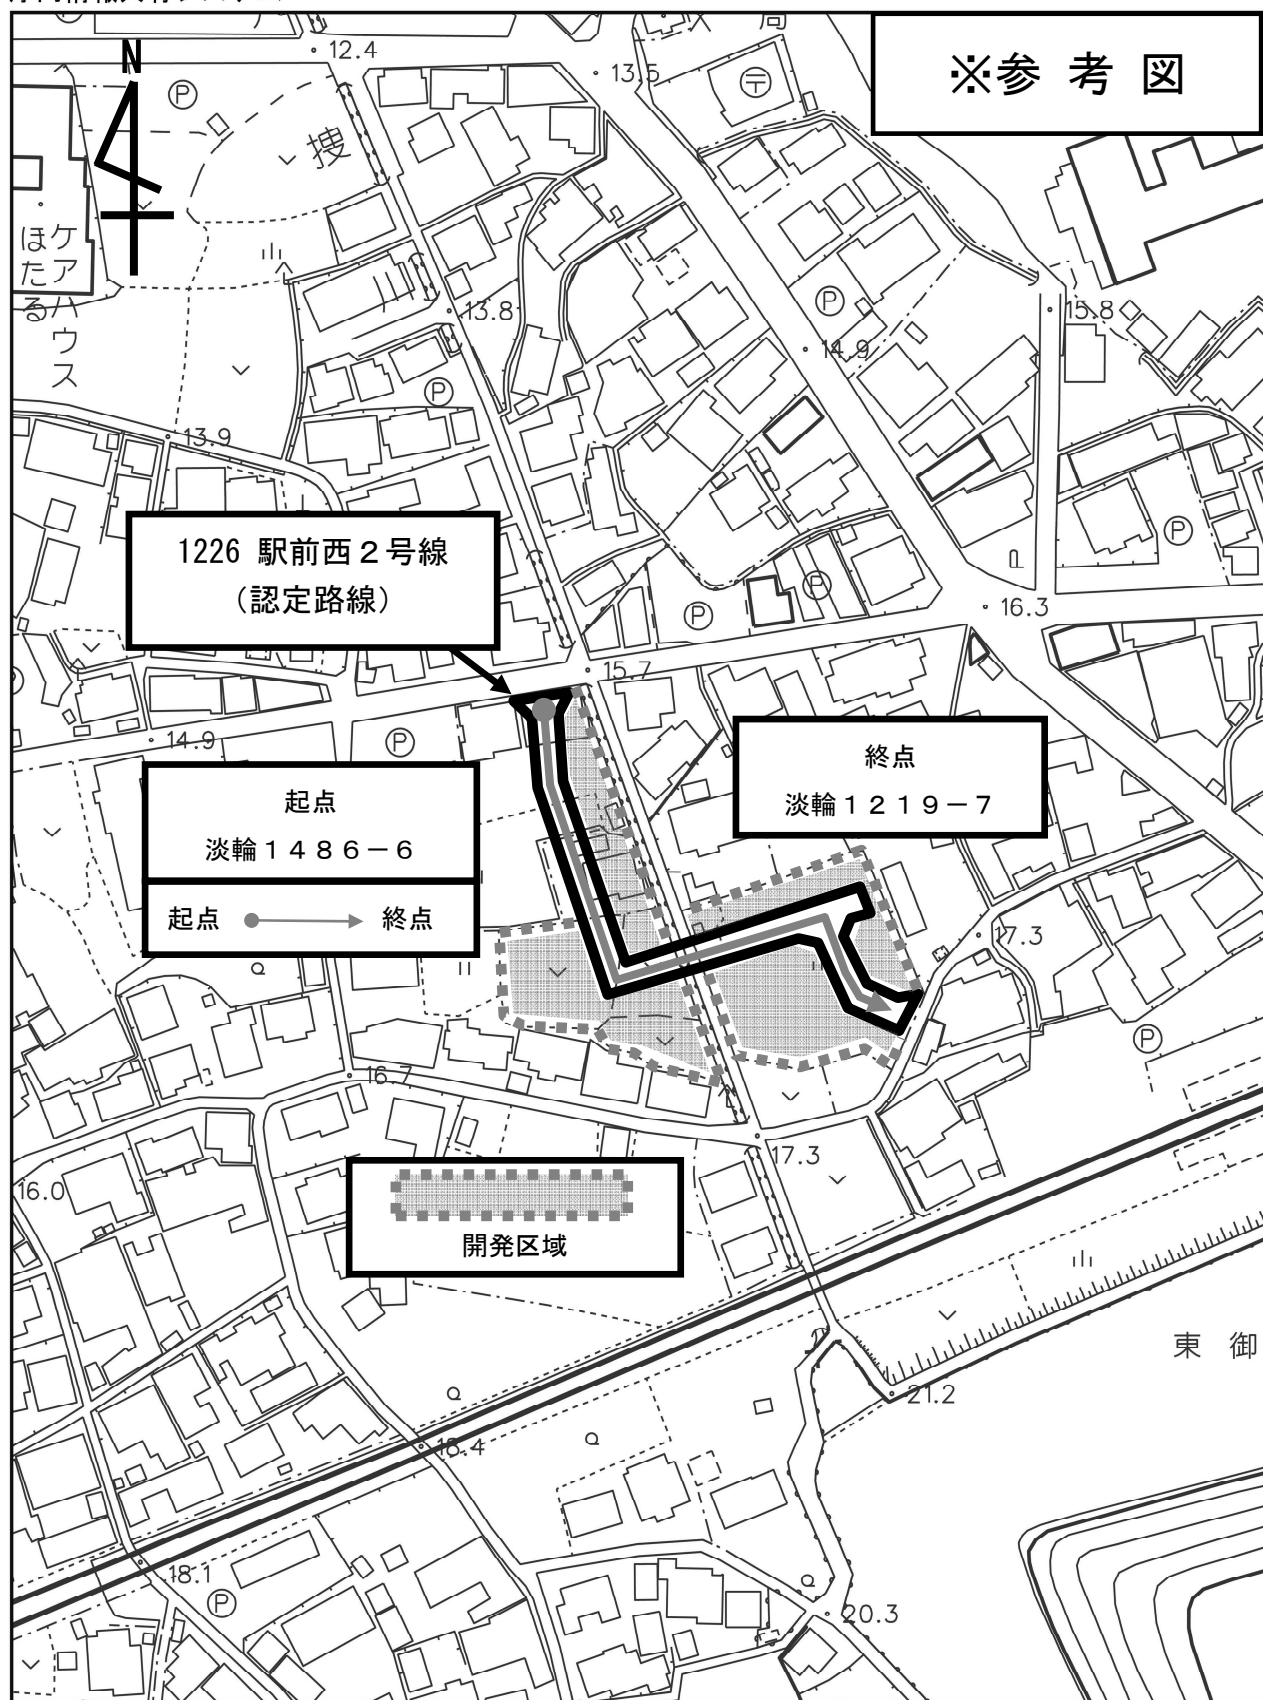 ※参 考 図
N
12.4
13.5
P
〒
捜
ケアハウス
ほたる
13.8
P
15.8
14.9
P
13.9
1226 駅前西２号線
（認定路線）
P
P
P
16.3
15.7
14.9
P
起点
淡輪１４８６－６
起点
終点
終点
淡輪１２１９－７
17.3
P
16.7
17.3
16.0
開発区域
東 御
21.2
18.4
18.1
P
20.3